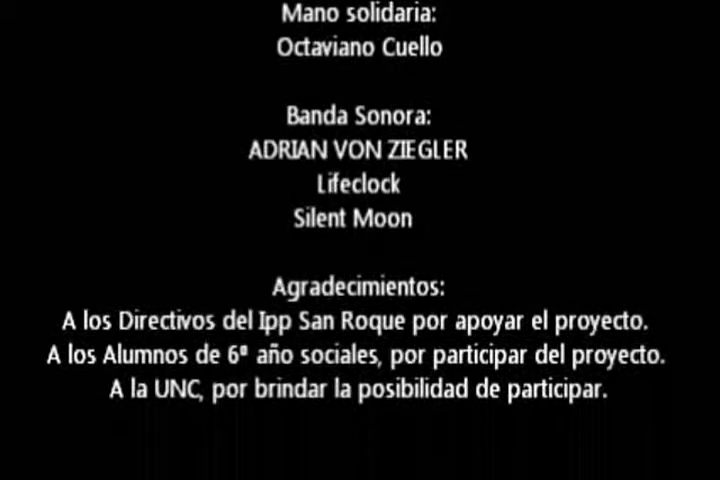 Mano solidaria:
Octaviano Cuello
Banda Sonora:
ADRIAN VON ZIEGLER
Lifeclock
Silent Moon
Agradecimientos:
A los Directivos del Ipp San Roque por apoyar el proyecto.
A los Alumnos de 6ª año sociales, por participar del proyecto.
A la UNC, por brindar la posibilidad de participar.